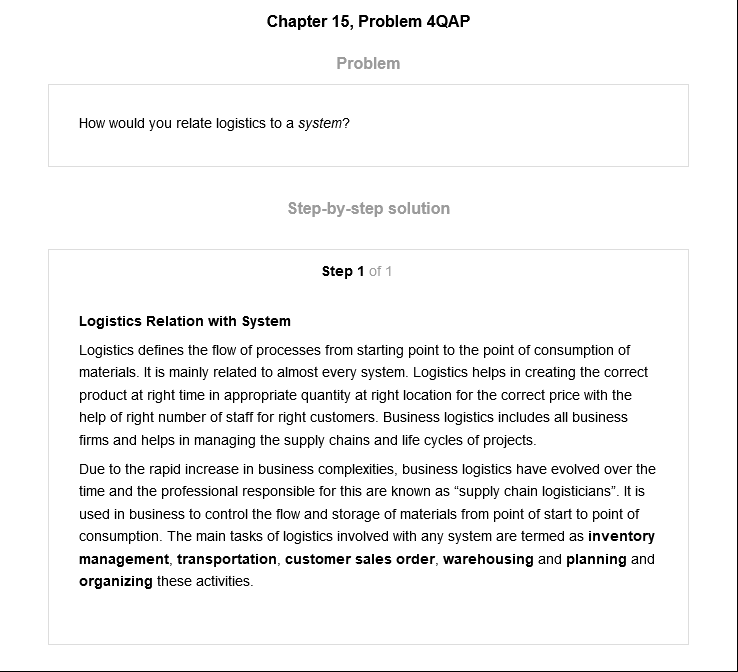 Chapter 15, Problem 4QAP
Problem
How would you relate logistics to a system?
Step-by-step solution
Step 1 of 1
Logistics Relation with System
Logistics defines the flow of processes from starting point to the point of consumption of
materials. It is mainly related to almost every system. Logistics helps in creating the correct
product at right time in appropriate quantity at right location for the correct price with the
help of right number of staff for right customers. Business logistics includes all business
firms and helps in managing the supply chains and life cycles of projects.
Due to the rapid increase in business complexities, business logistics have evolved over the
time and the professional responsible for this are known as “supply chain logisticians”. It is
used in business to control the flow and storage of materials from point of start to point of
consumption. The main tasks of logistics involved with any system are termed as inventory
management, transportation, customer sales order, warehousing and planning and
organizing these activities.